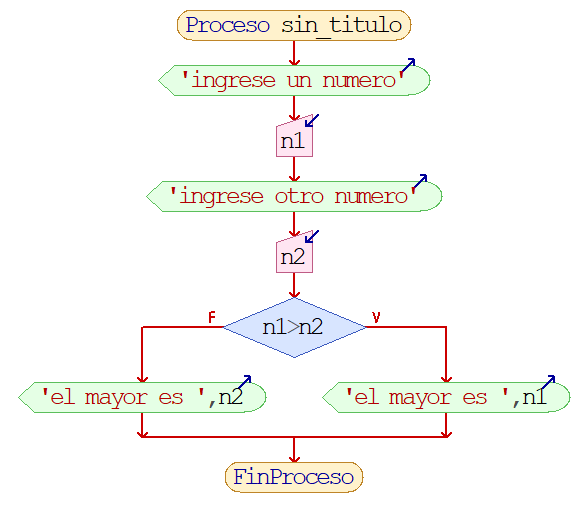 Proceso sin_titulo
'ingrese un numero'
n1
'ingrese otro numero'
n2
n1>n2
F
V
'el mayor es ',n2
'el mayor es ',n1
FinProceso